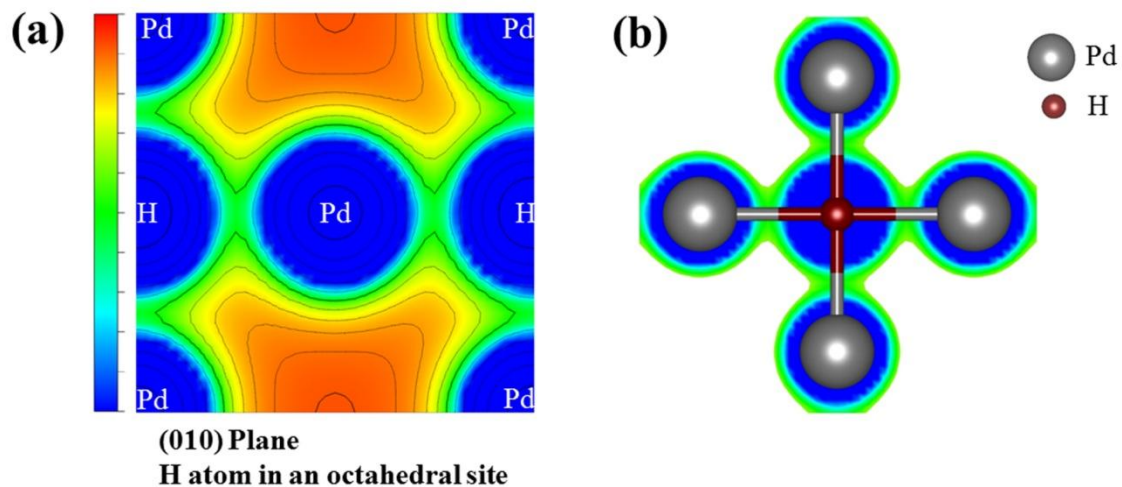 (a)
Pd Pd
H Pd H
Pd Pd
(010) Plane
H atom in an octahedral site
(b)
Pd
H